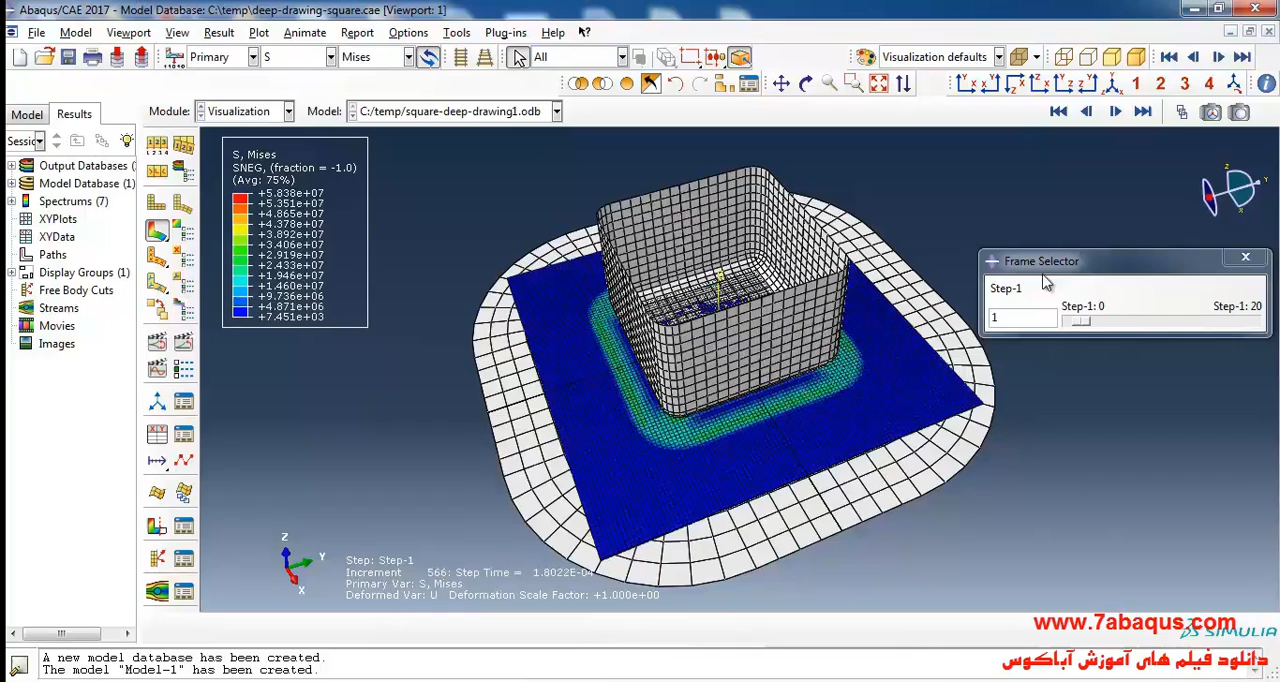 Abaqus/CAE 2017 - Model Database: C:\temp\deep-drawing-square.cae [Viewport: 1]
File Model Viewport View Result Plot Animate Report Options Tools Plug-ins Help
Primary S Mises All Visualization defaults
1 2 3 4
Model Results Module: Visualization Model: C:/temp/square-deep-drawing1.odb
Sessio
Output Databases (
Model Database (1)
Spectrums (7)
XYPlots
XYData
Paths
Display Groups (1)
Free Body Cuts
Streams
Movies
Images
S, Mises
SNEG, (fraction = -1.0)
(Avg: 75%)
+5.838e+07
+5.351e+07
+4.865e+07
+4.378e+07
+3.892e+07
+3.406e+07
+2.919e+07
+2.433e+07
+1.946e+07
+1.460e+07
+9.736e+06
+4.871e+06
+7.451e+03
Z
Y
X
Frame Selector
Step-1
Step-1: 0 Step-1: 20
1
Z
Y
X
Step: Step-1
Increment 566: Step Time = 1.8022E-04
Primary Var: S, Mises
Deformed Var: U Deformation Scale Factor: +1.000e+00
www.7abaqus.com
SIMULIA
A new model database has been created.
The model "Model-1" has been created.
دانلود فیلم های آموزش آباکوس